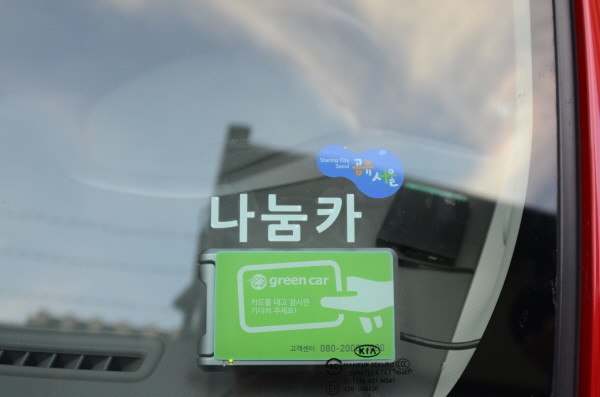 Sharing City
Seoul
공유
서울
나눔카
green car
카드를 대고 잠시만
기다려 주세요!
고객센터 080-2000-
KIA